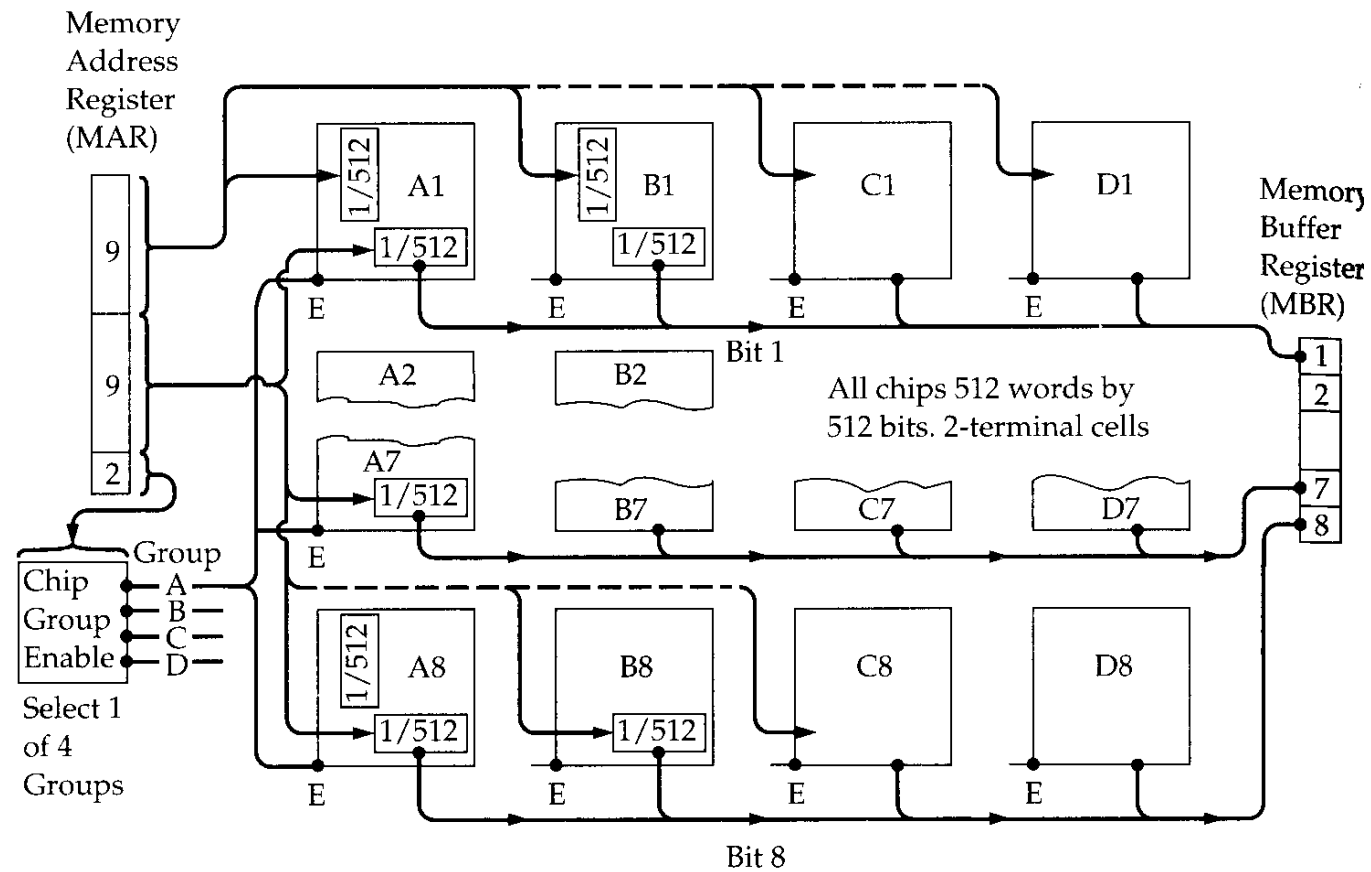 Memory
Address
Register
(MAR)
9
9
2
1/512
A1
1/512
E
1/512
B1
1/512
E
C1
E
D1
E
Memory
Buffer
Register
(MBR)
Bit 1
1
2
7
8
A2
B2
All chips 512 words by
512 bits. 2-terminal cells
A7
1/512
E
B7
C7
D7
Group
Chip
Group
Enable
A
B
C
D
Select 1
of 4
Groups
1/512
A8
1/512
E
B8
1/512
E
C8
E
D8
E
Bit 8